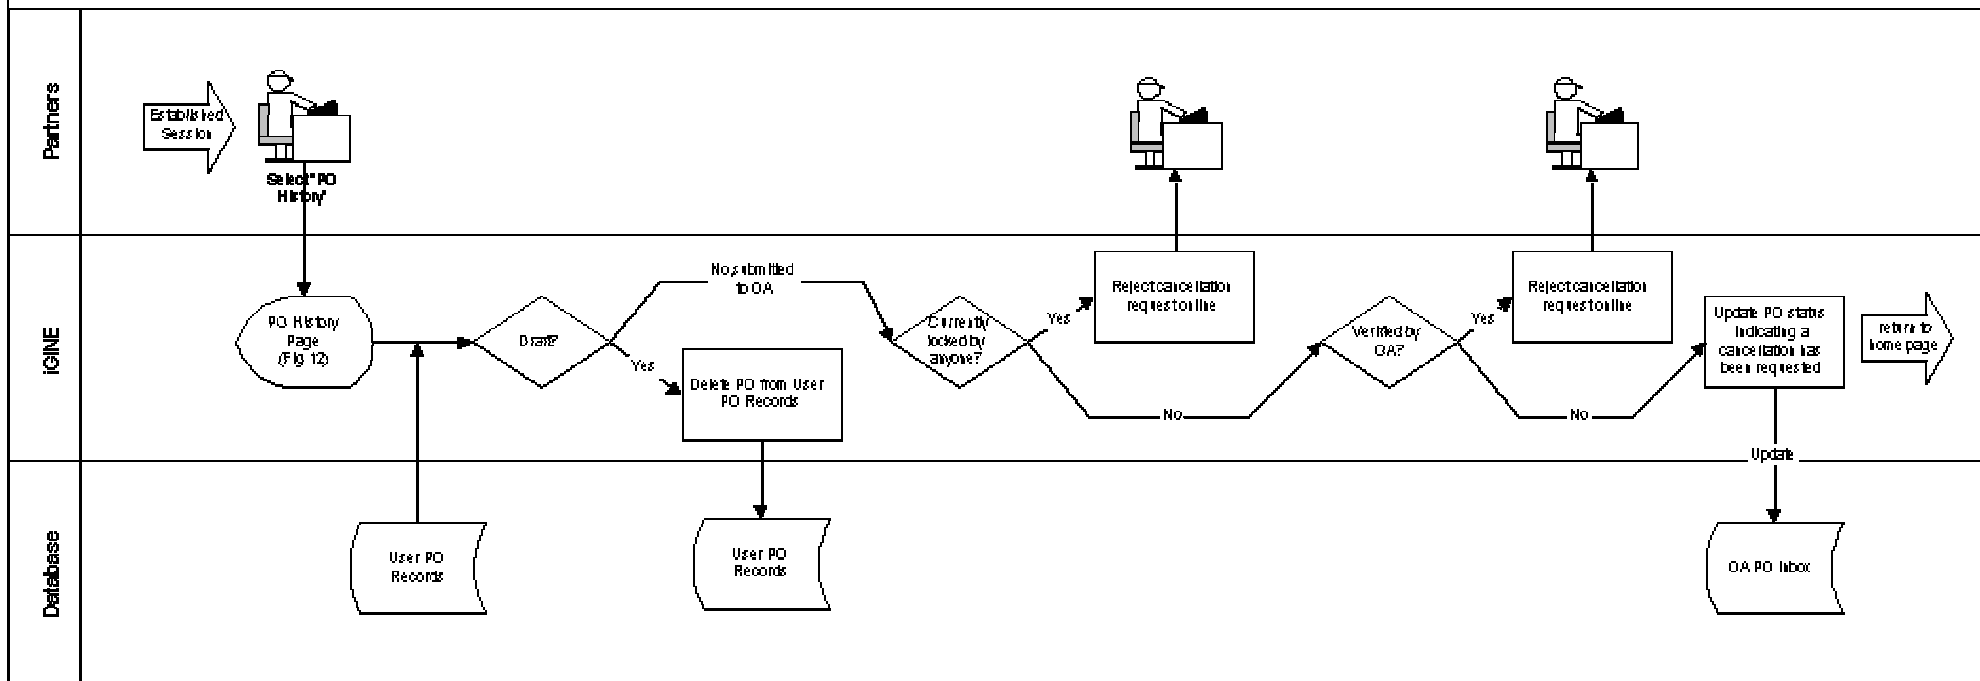 Partners
Established
Session
Select "PO
History"
iGINE
PO History
Page
(Fig 12)
Draft?
No, submitted
to OA
Yes
Delete PO from User
PO Records
Currently
locked by
anyone?
Yes
No
Reject cancellation
request online
Verified by
OA?
Yes
No
Reject cancellation
request online
Update PO status
indicating a
cancellation has
been requested
return to
home page
Update
Database
User PO
Records
User PO
Records
OA PO Inbox